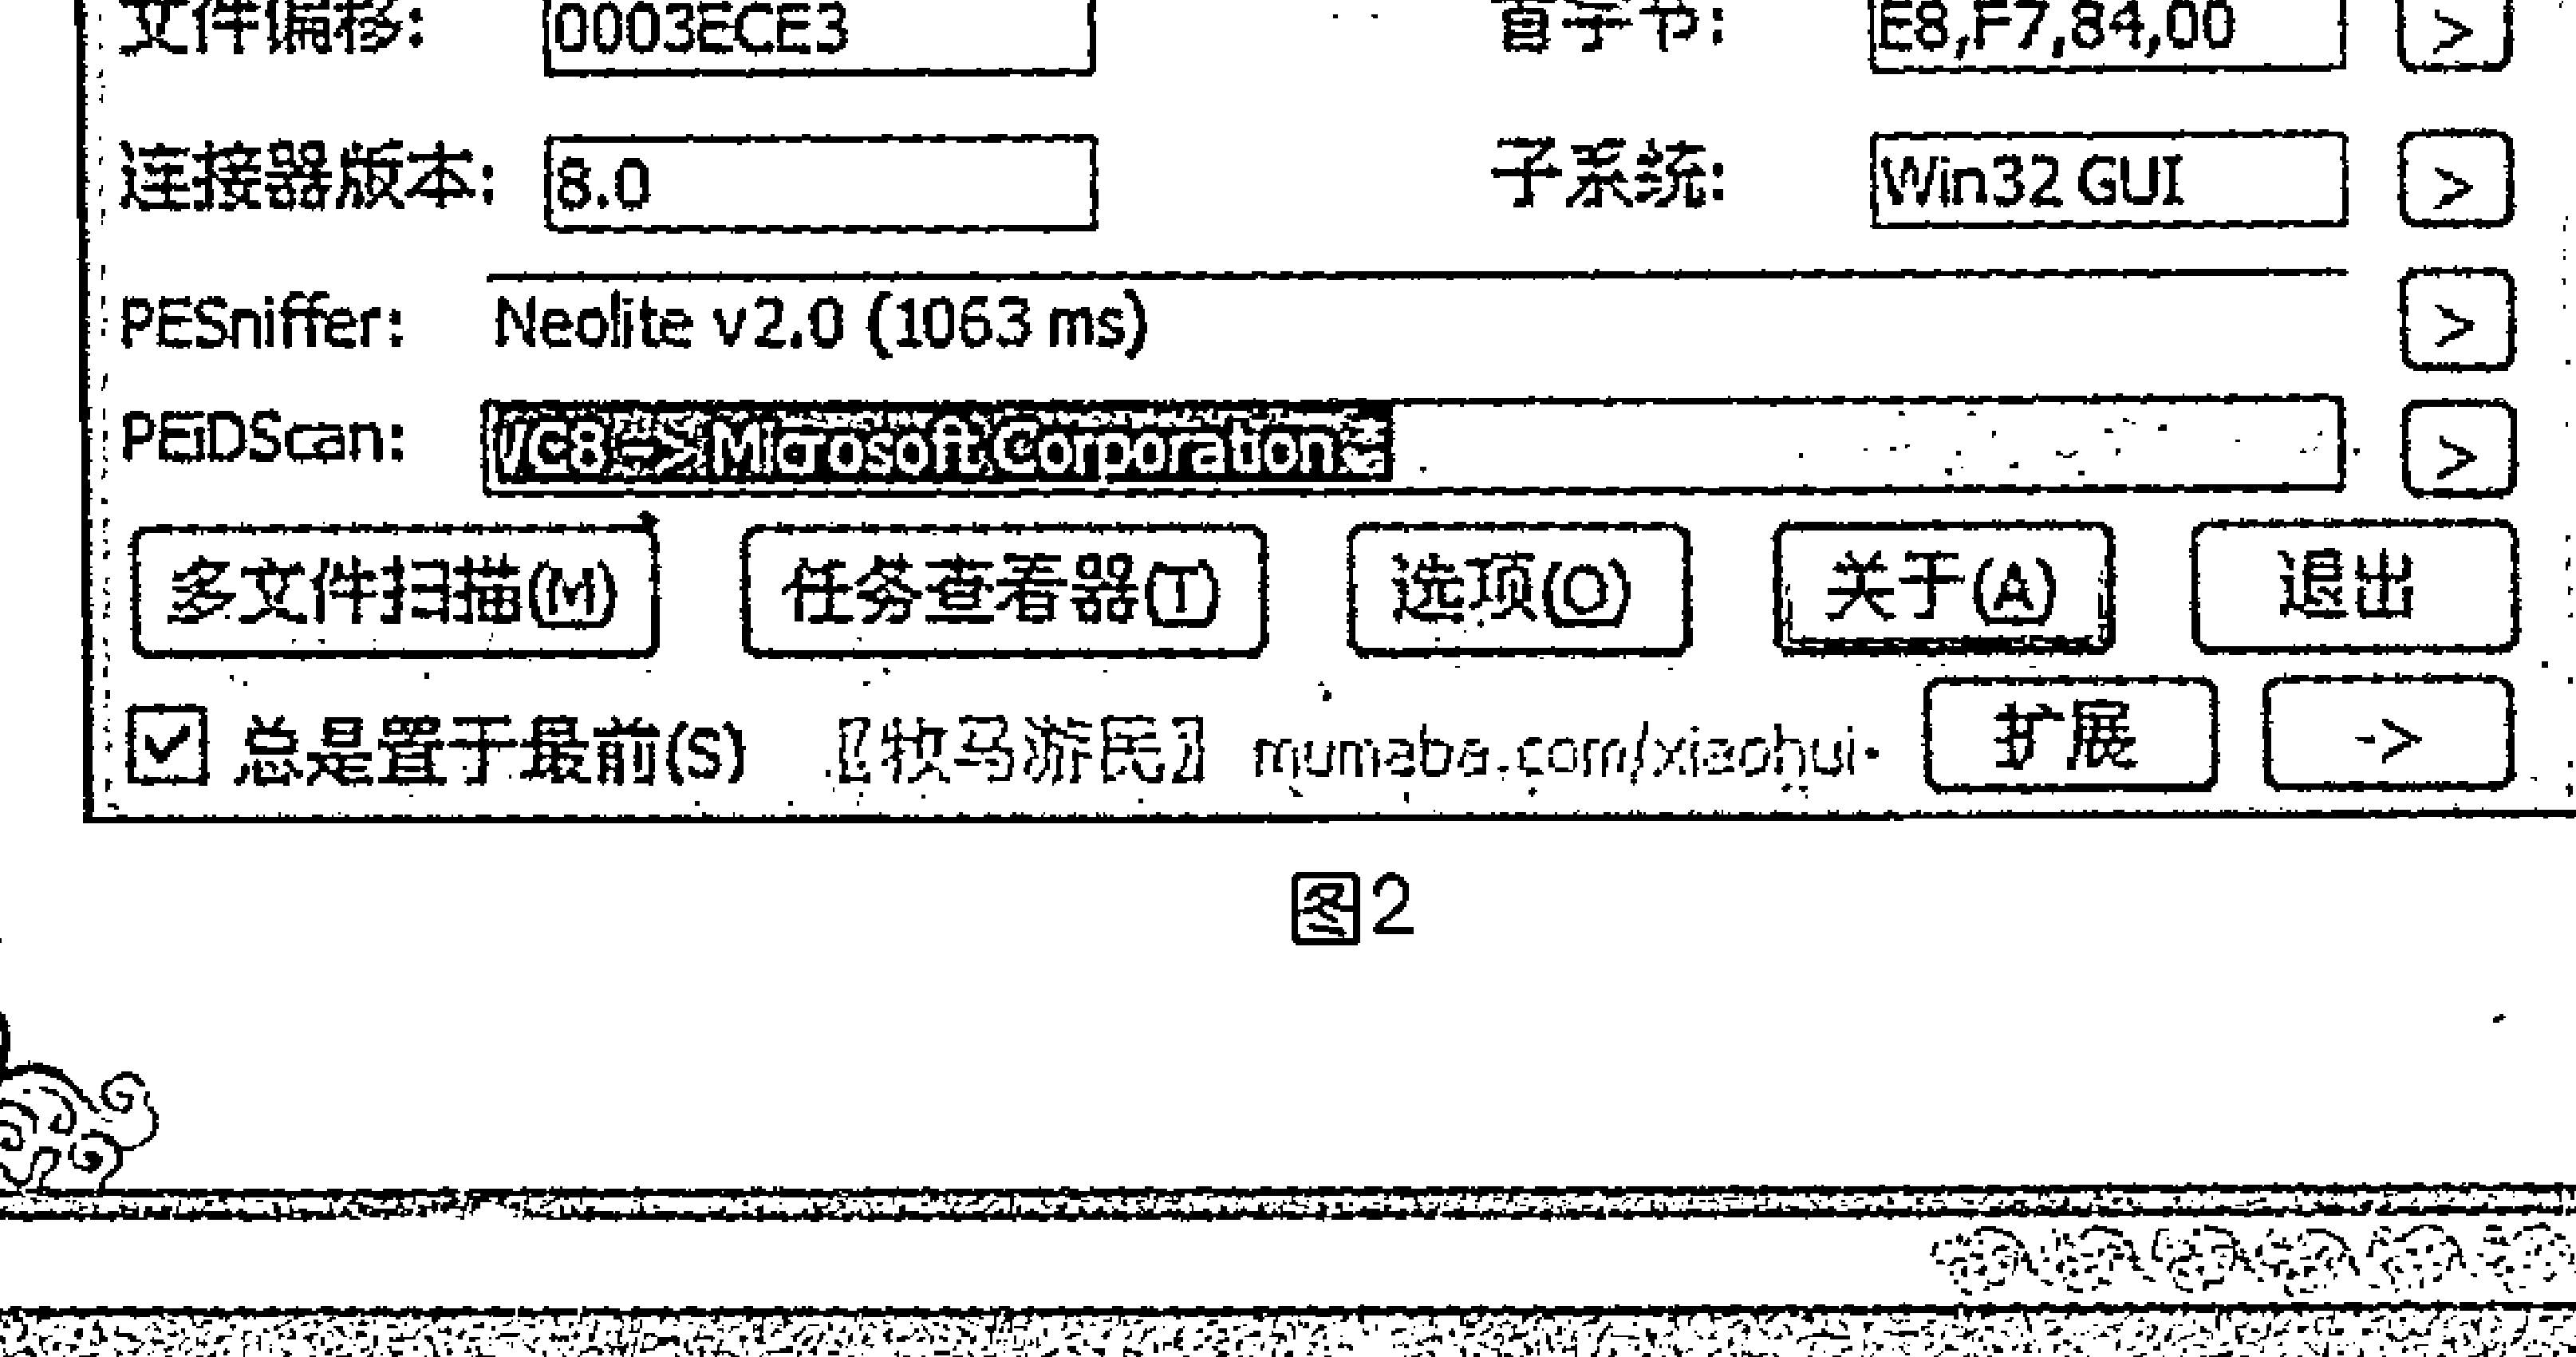 文件偏移: 0003ECE3 首字节: E8,F7,84,00 >
连接器版本: 8.0 子系统: Win32 GUI >
PESniffer: Neolite v2.0 (1063 ms) >
PEiDScan: VC8 -> Microsoft Corporation >
多文件扫描(M) 任务查看器(T) 选项(O) 关于(A) 退出
总是置于最前(S) 〖牧马游民〗 mumaba.com/xiaohui 扩展 ->
图2